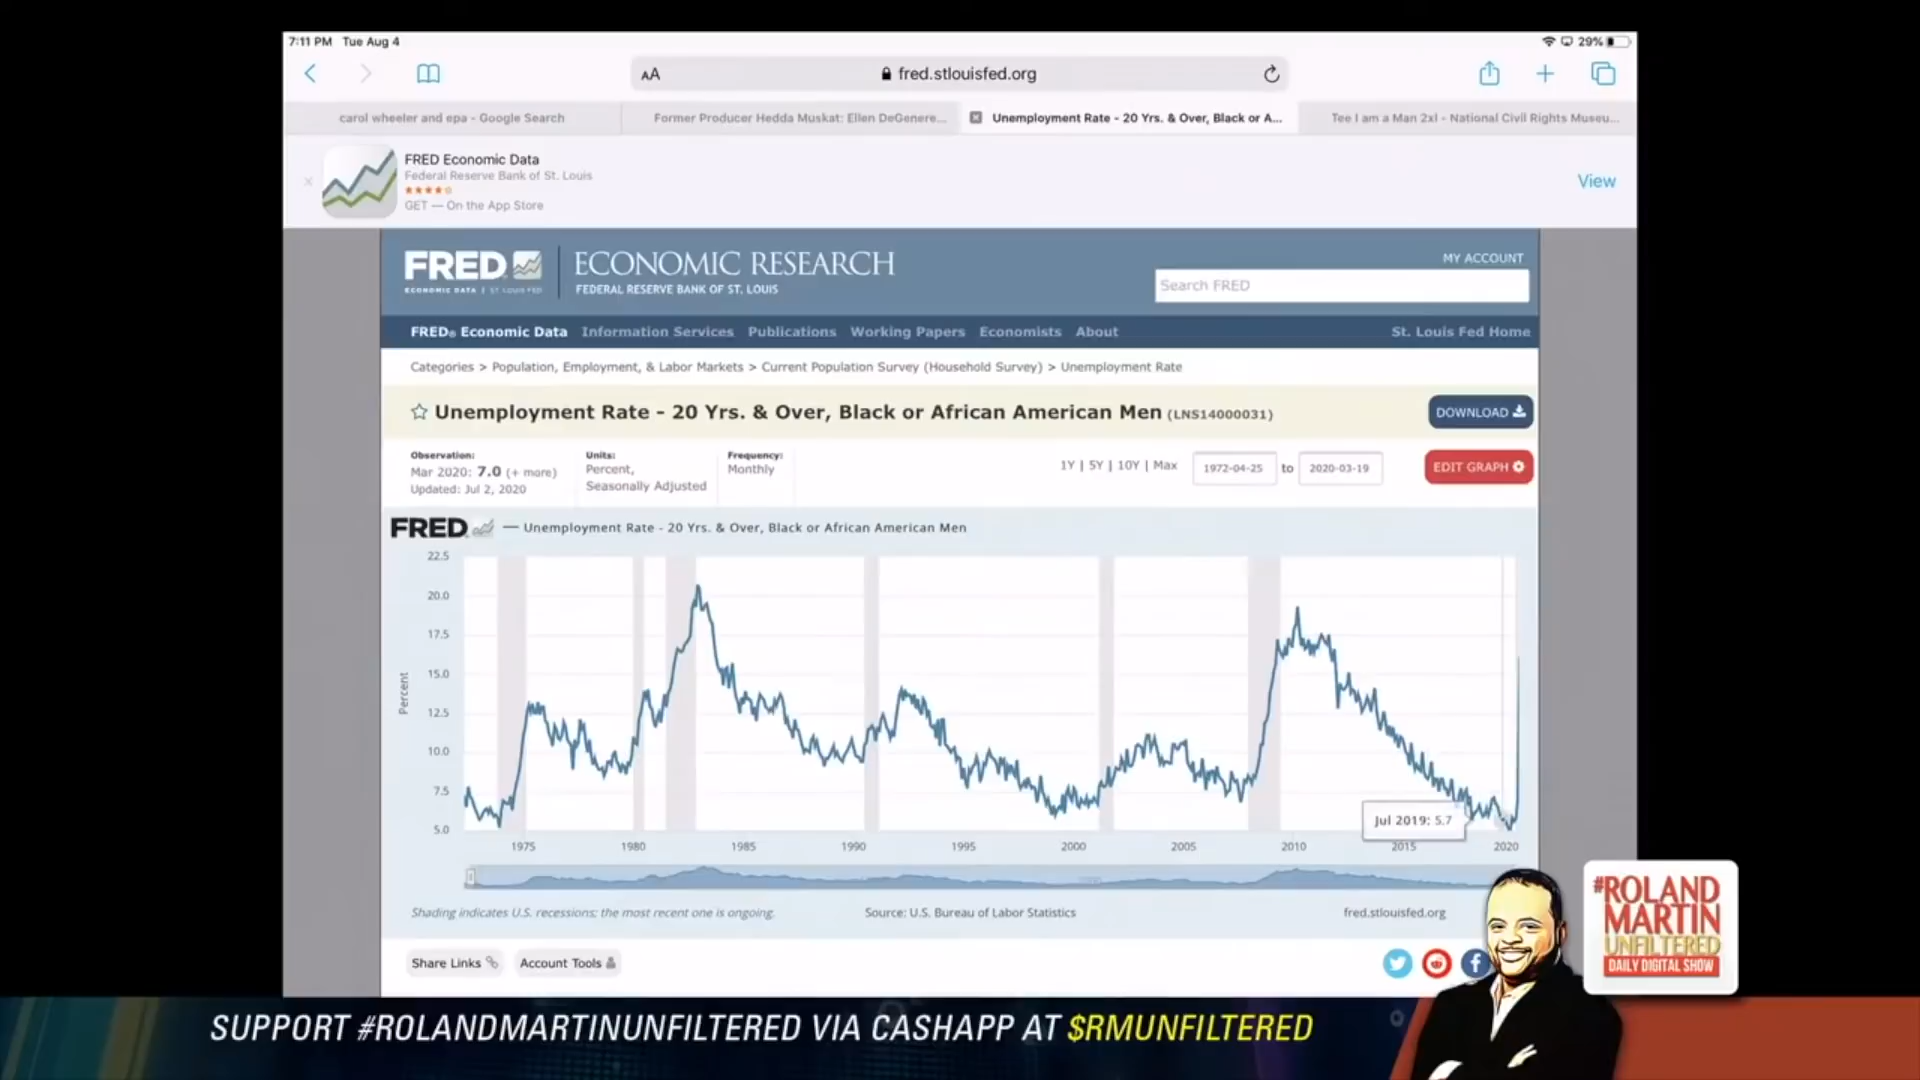 7:11 PM Tue Aug 4
29%
AA
fred.stlouisfed.org
carol wheeler and epa - Google Search
Former Producer Hedda Muskat: Ellen DeGenere...
Unemployment Rate - 20 Yrs. & Over, Black or A...
Tee I am a Man 2xl - National Civil Rights Museu...
FRED Economic Data
Federal Reserve Bank of St. Louis
GET — On the App Store
View
FRED
ECONOMIC DATA | ST. LOUIS FED
ECONOMIC RESEARCH
FEDERAL RESERVE BANK OF ST. LOUIS
MY ACCOUNT
Search FRED
FRED® Economic Data Information Services Publications Working Papers Economists About St. Louis Fed Home
Categories > Population, Employment, & Labor Markets > Current Population Survey (Household Survey) > Unemployment Rate
Unemployment Rate - 20 Yrs. & Over, Black or African American Men (LNS14000031)
DOWNLOAD
Observation:
Mar 2020: 7.0 (+ more)
Updated: Jul 2, 2020
Units:
Percent,
Seasonally Adjusted
Frequency:
Monthly
1Y | 5Y | 10Y | Max
1972-04-25 to 2020-03-19
EDIT GRAPH
FRED
— Unemployment Rate - 20 Yrs. & Over, Black or African American Men
Percent
22.5
20.0
17.5
15.0
12.5
10.0
7.5
5.0
Jul 2019: 5.7
1975 1980 1985 1990 1995 2000 2005 2010 2015 2020
Shading indicates U.S. recessions; the most recent one is ongoing.
Source: U.S. Bureau of Labor Statistics
fred.stlouisfed.org
Share Links
Account Tools
#ROLAND
MARTIN
UNFILTERED
DAILY DIGITAL SHOW
SUPPORT #ROLANDMARTINUNFILTERED VIA CASHAPP AT $RMUNFILTERED